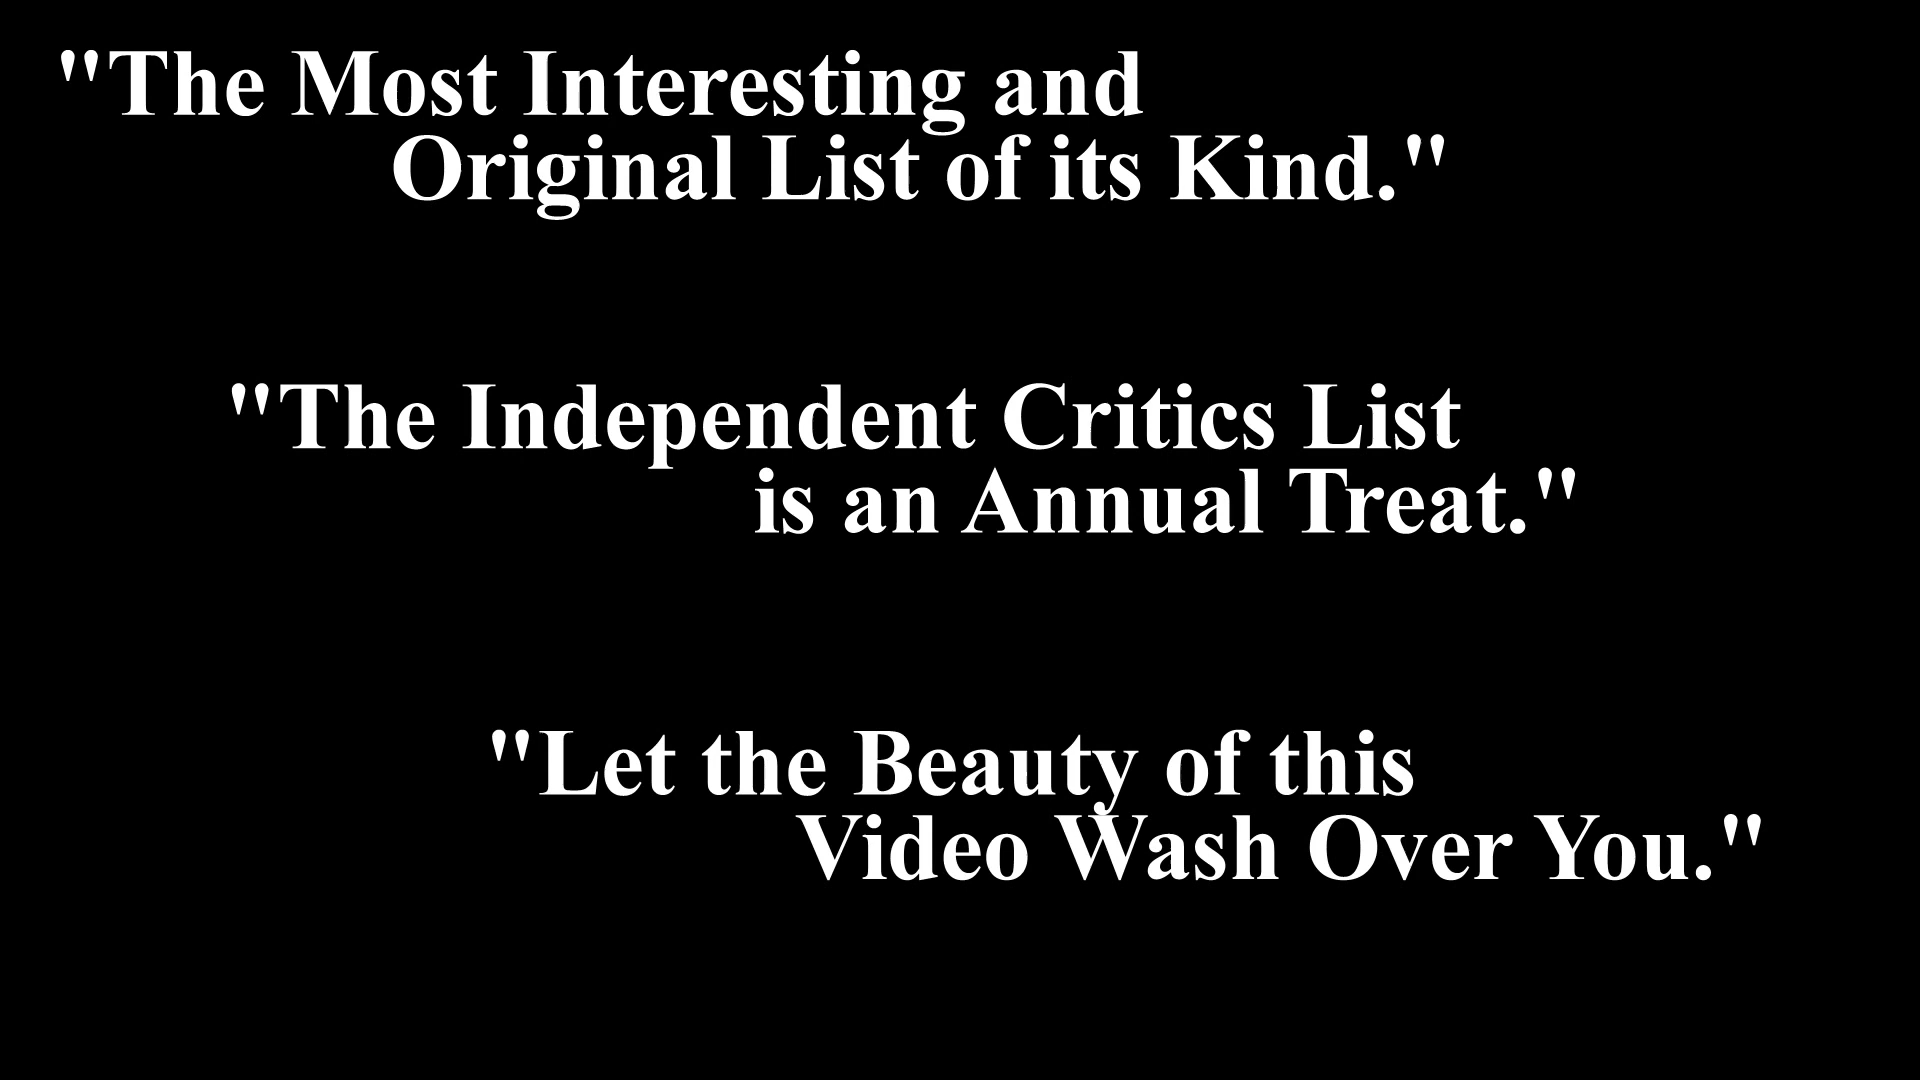 "The Most Interesting and
Original List of its Kind."
"The Independent Critics List
is an Annual Treat."
"Let the Beauty of this
Video Wash Over You."